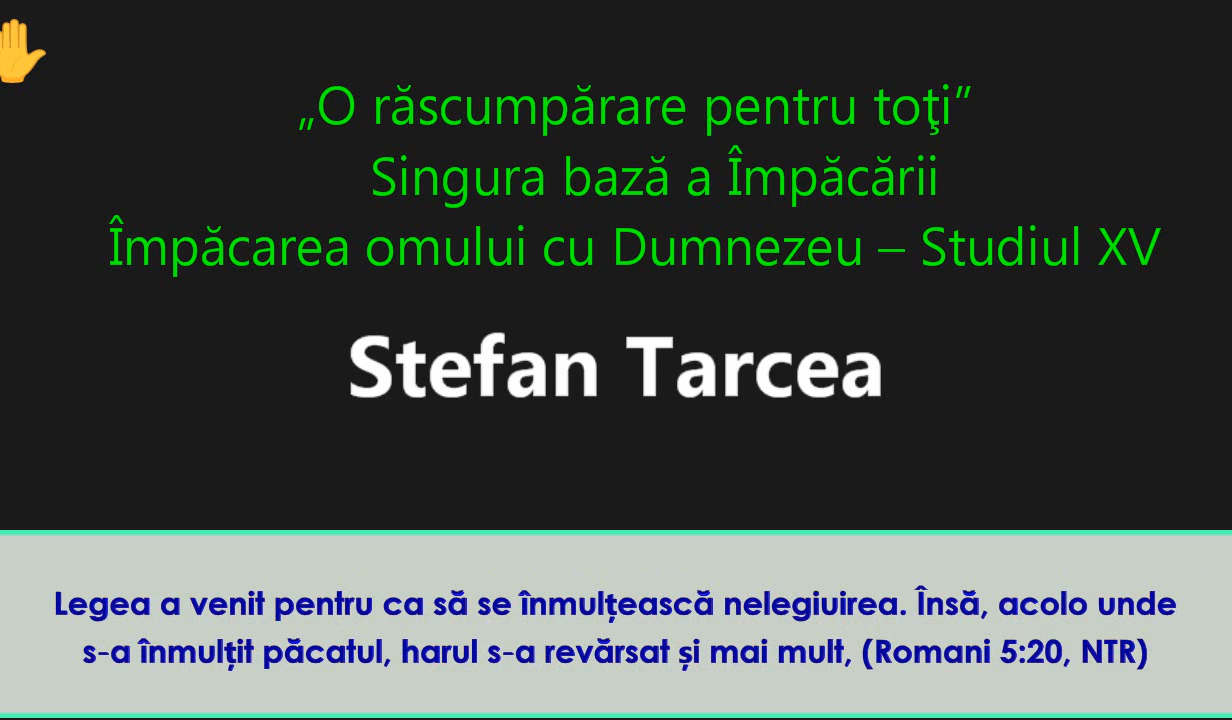 „O răscumpărare pentru toţi”
Singura bază a Împăcării
Împăcarea omului cu Dumnezeu – Studiul XV
Stefan Tarcea
Legea a venit pentru ca să se înmulțească nelegiuirea. Însă, acolo unde
s-a înmulțit păcatul, harul s-a revărsat și mai mult, (Romani 5:20, NTR)